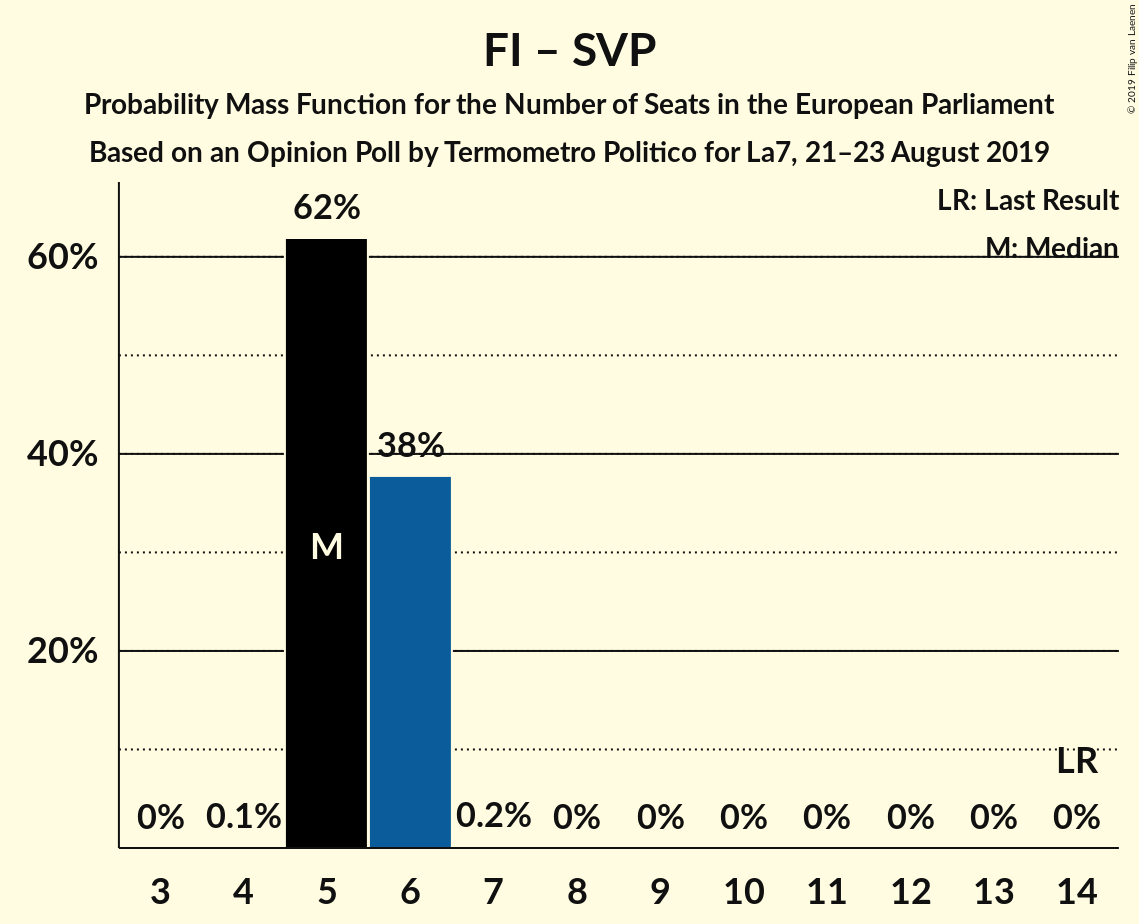 FI – SVP
Probability Mass Function for the Number of Seats in the European Parliament
Based on an Opinion Poll by Termometro Politico for La7, 21–23 August 2019
© 2019 Filip van Laenen
LR: Last Result
M: Median
62%
60%
38%
40%
M
20%
LR
0% 0.1% 0.2% 0% 0% 0% 0% 0% 0% 0%
3 4 5 6 7 8 9 10 11 12 13 14